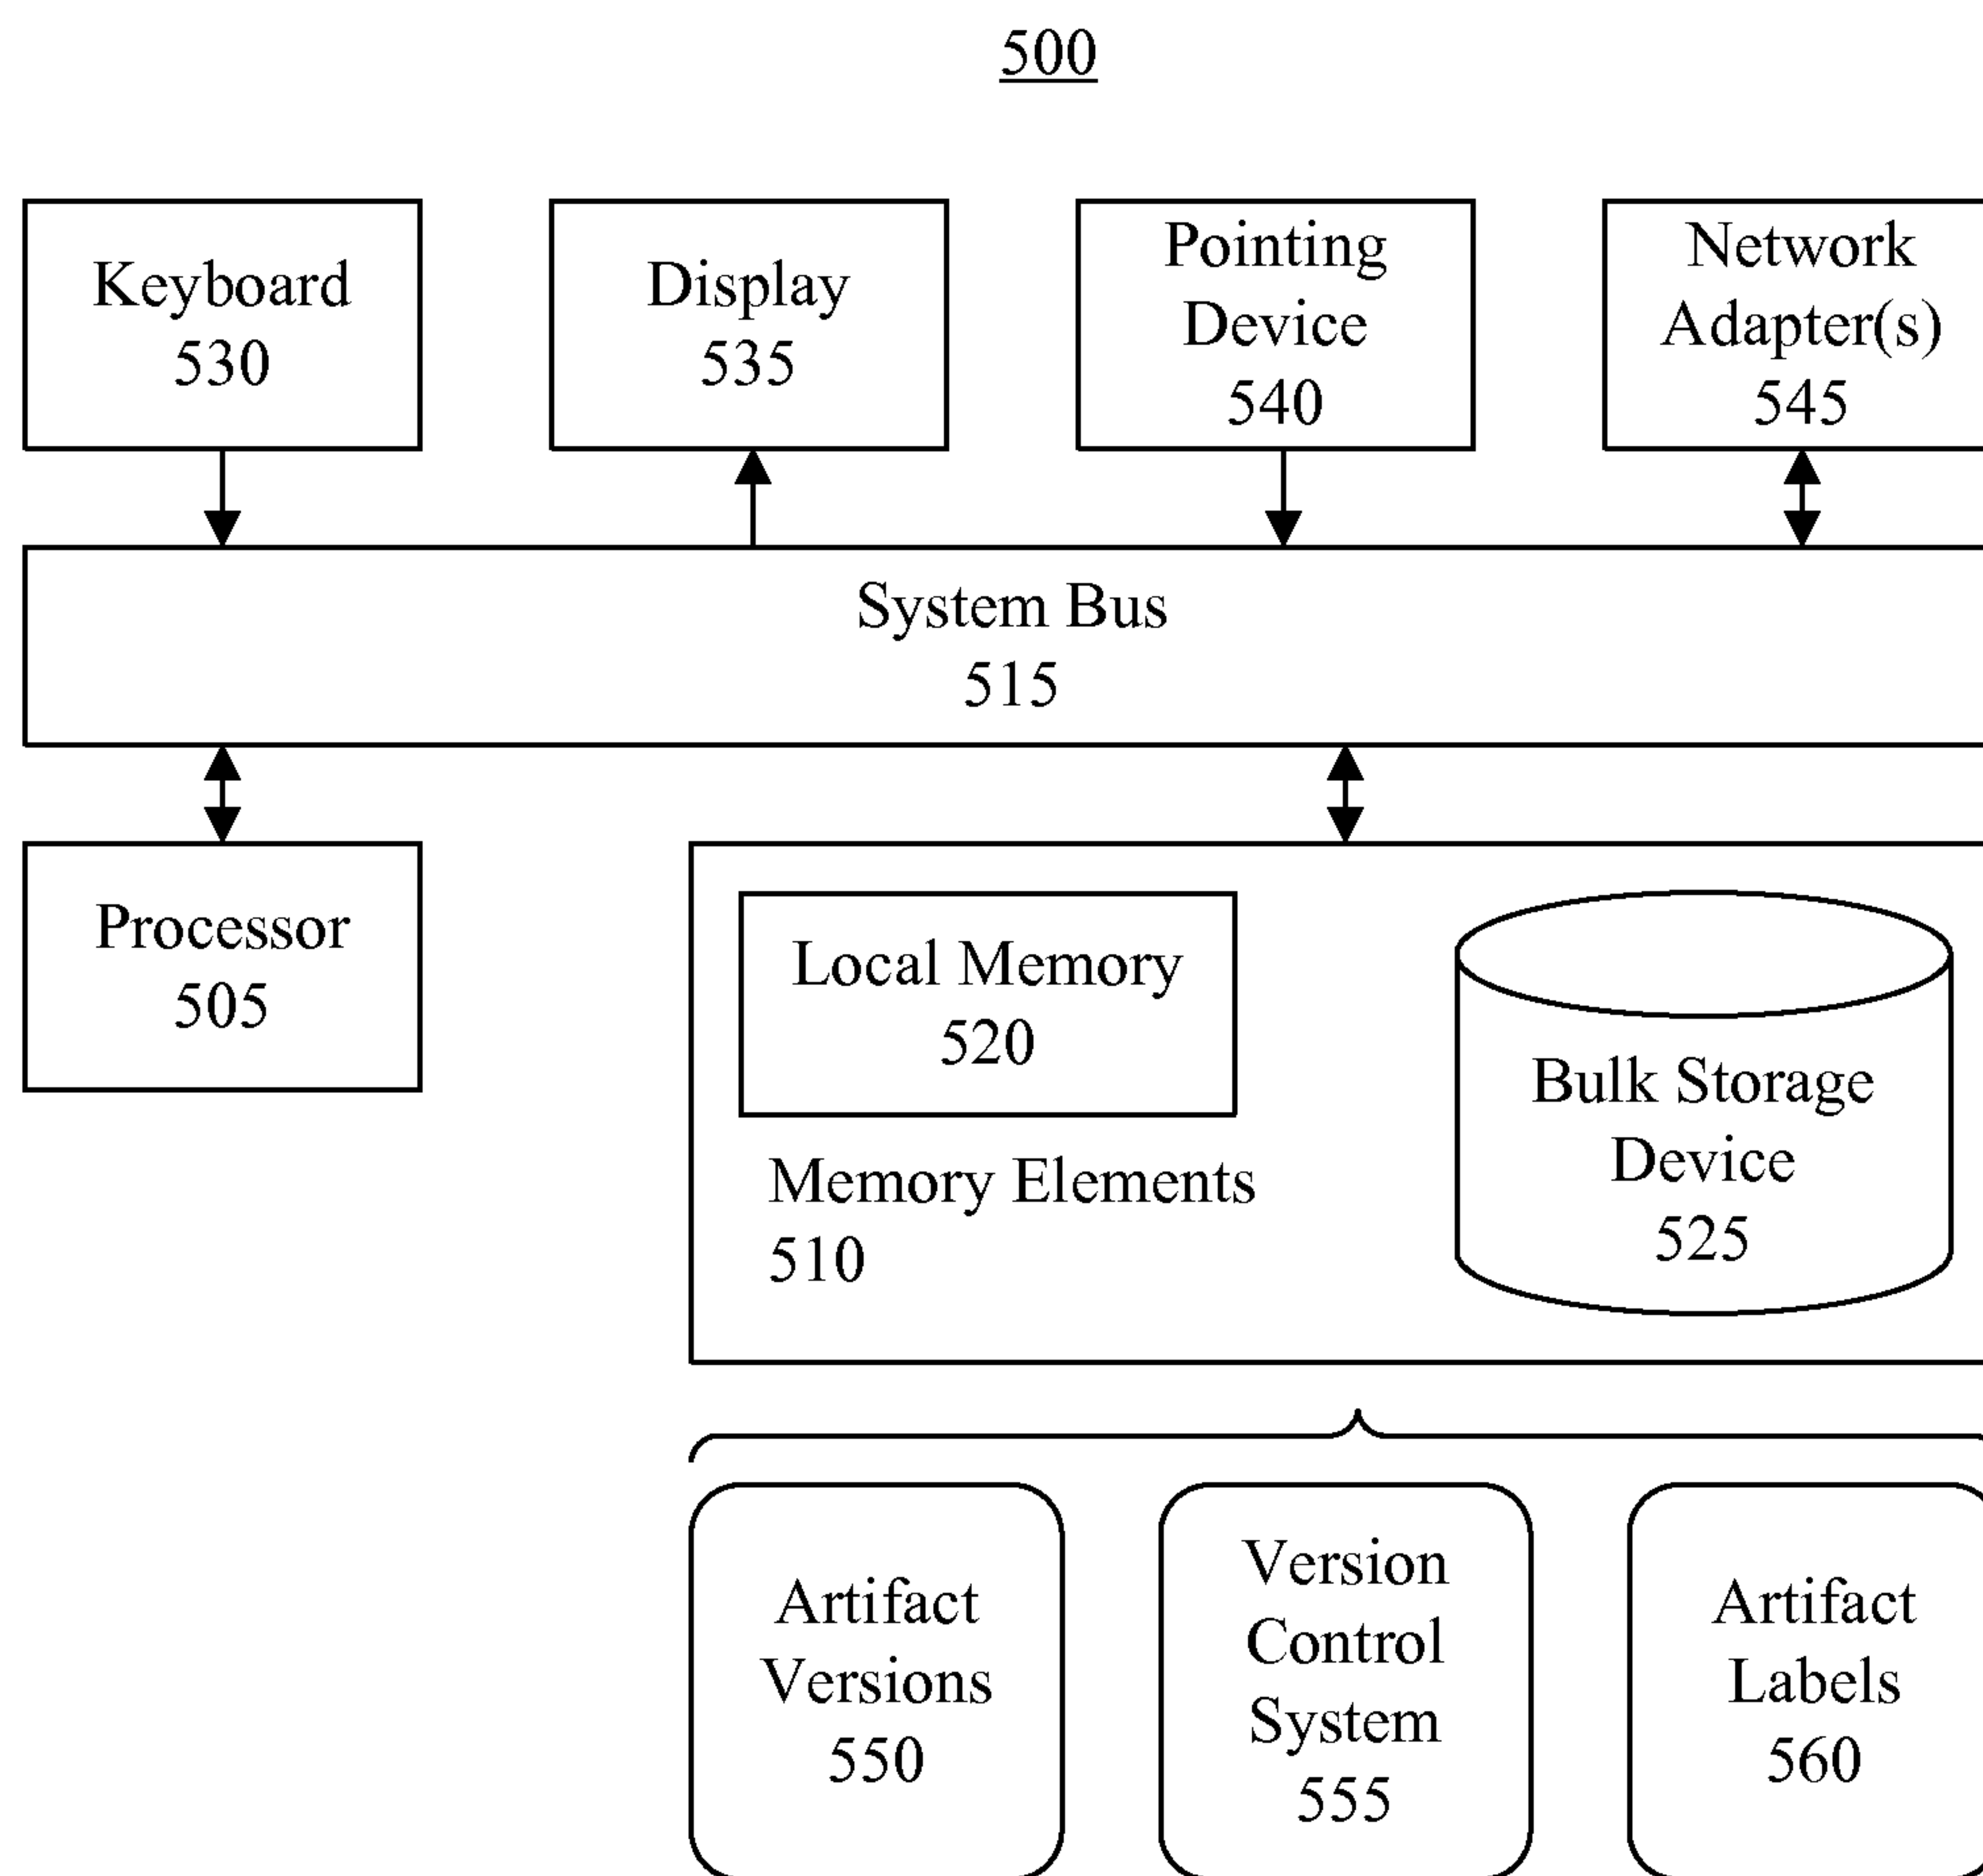 500
Keyboard
530
Display
535
Pointing
Device
540
Network
Adapter(s)
545
System Bus
515
Processor
505
Local Memory
520
Memory Elements
510
Bulk Storage
Device
525
Artifact
Versions
550
Version
Control
System
555
Artifact
Labels
560